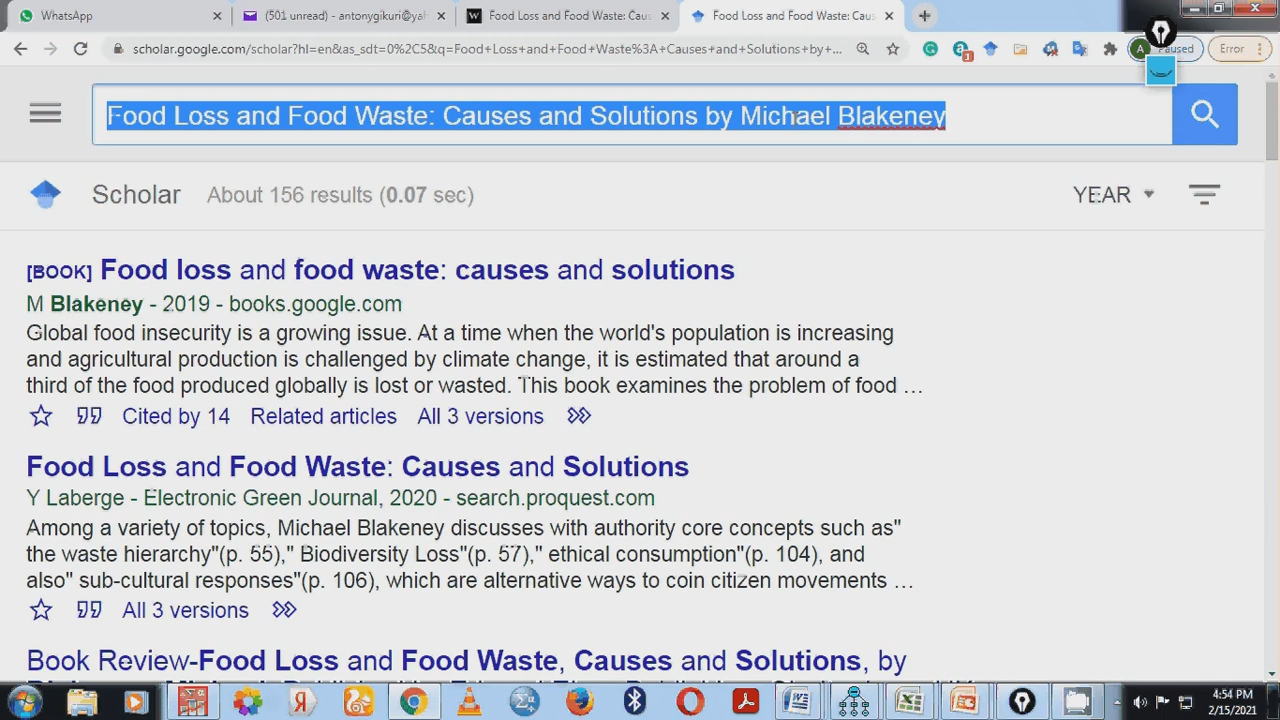 WhatsApp
(501 unread) - antonygikuri@yah
Food Waste: Cau
Food Loss and Food Waste: Caus
scholar.google.com/scholar?hl=en&as_sdt=0%2C5&q=Food+Loss+and+Food+Waste%3A+Causes+and+Solutions+by+...
A
Paused
Error
Food Loss and Food Waste: Causes and Solutions by Michael Blakeney
Scholar
About 156 results (0.07 sec)
YEAR
[BOOK] Food loss and food waste: causes and solutions
M Blakeney - 2019 - books.google.com
Global food insecurity is a growing issue. At a time when the world's population is increasing
and agricultural production is challenged by climate change, it is estimated that around a
third of the food produced globally is lost or wasted. This book examines the problem of food …
Cited by 14 Related articles All 3 versions
Food Loss and Food Waste: Causes and Solutions
Y Laberge - Electronic Green Journal, 2020 - search.proquest.com
Among a variety of topics, Michael Blakeney discusses with authority core concepts such as"
the waste hierarchy"(p. 55)," Biodiversity Loss"(p. 57)," ethical consumption"(p. 104), and
also" sub-cultural responses"(p. 106), which are alternative ways to coin citizen movements …
All 3 versions
Book Review-Food Loss and Food Waste, Causes and Solutions, by
4:54 PM
2/15/2021